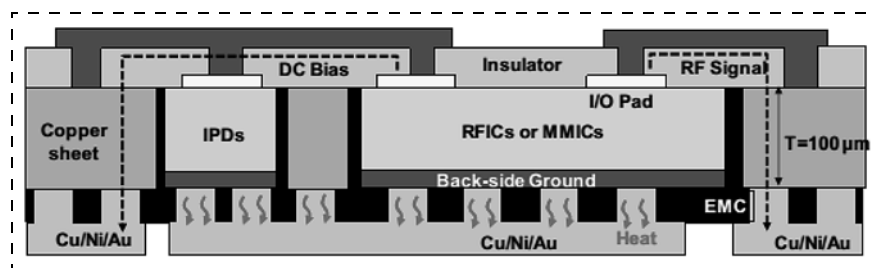 DC Bias
Insulator
RF Signal
I/O Pad
Copper
sheet
IPDs
RFICs or MMICs
T=100μm
Back-side Ground
EMC
Cu/Ni/Au
Cu/Ni/Au
Heat
Cu/Ni/Au